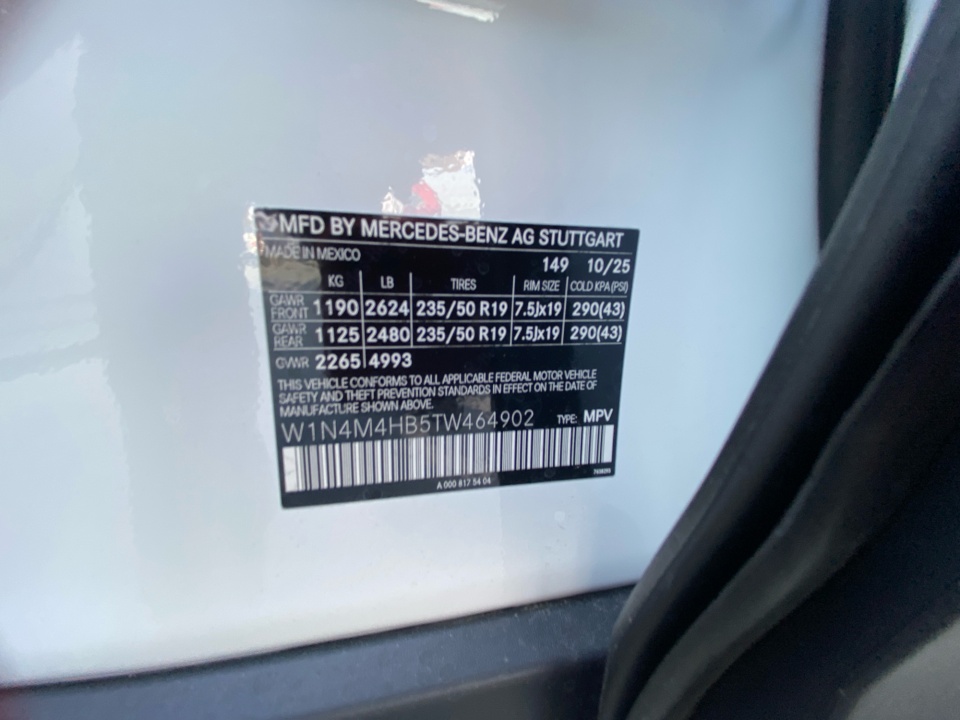 MFD BY MERCEDES-BENZ AG STUTTGART
MADE IN MEXICO
149 10/25
KG LB TIRES RIM SIZE COLD KPA (PSI)
GAWR FRONT 1190 2624 235/50 R19 7.5Jx19 290(43)
GAWR REAR 1125 2480 235/50 R19 7.5Jx19 290(43)
GVWR 2265 4993
THIS VEHICLE CONFORMS TO ALL APPLICABLE FEDERAL MOTOR VEHICLE
SAFETY AND THEFT PREVENTION STANDARDS IN EFFECT ON THE DATE OF
MANUFACTURE SHOWN ABOVE.
W1N4M4HB5TW464902 TYPE: MPV
A 000 817 54 04